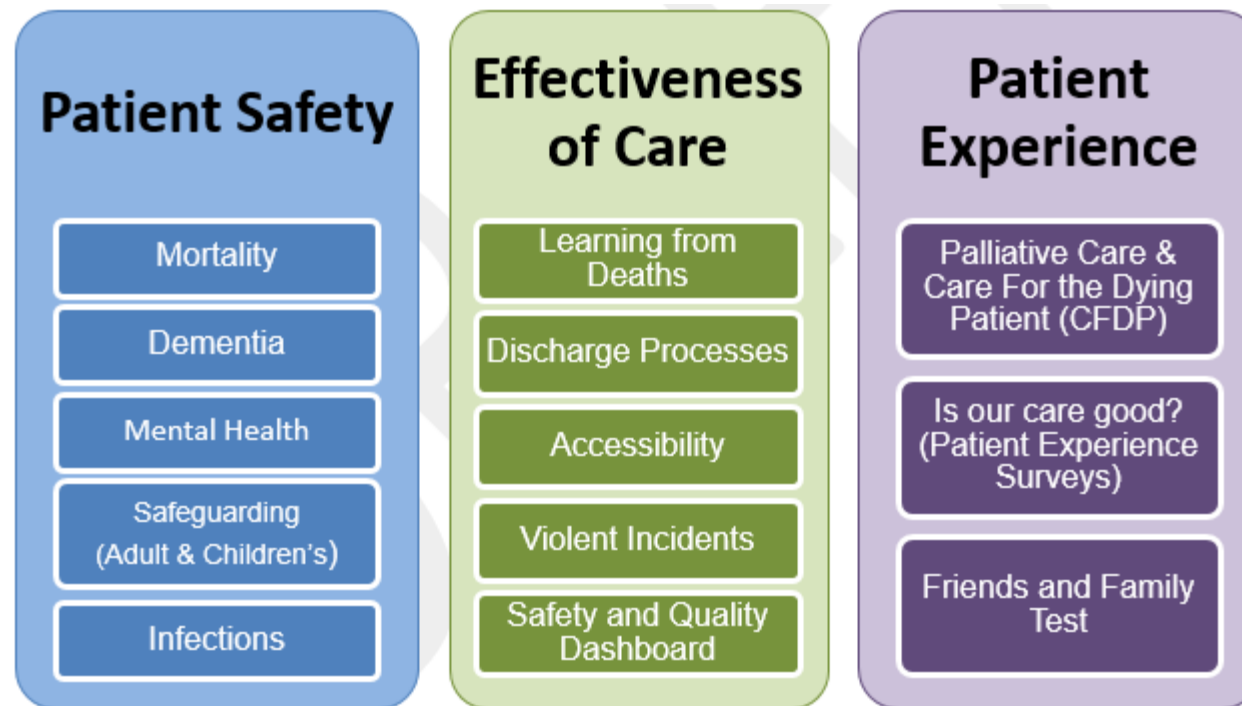 Patient Safety
Mortality
Dementia
Mental Health
Safeguarding
(Adult & Children's)
Infections
Effectiveness
of Care
Learning from
Deaths
Discharge Processes
Accessibility
Violent Incidents
Safety and Quality
Dashboard
Patient
Experience
Palliative Care &
Care For the Dying
Patient (CFDP)
Is our care good?
(Patient Experience
Surveys)
Friends and Family
Test